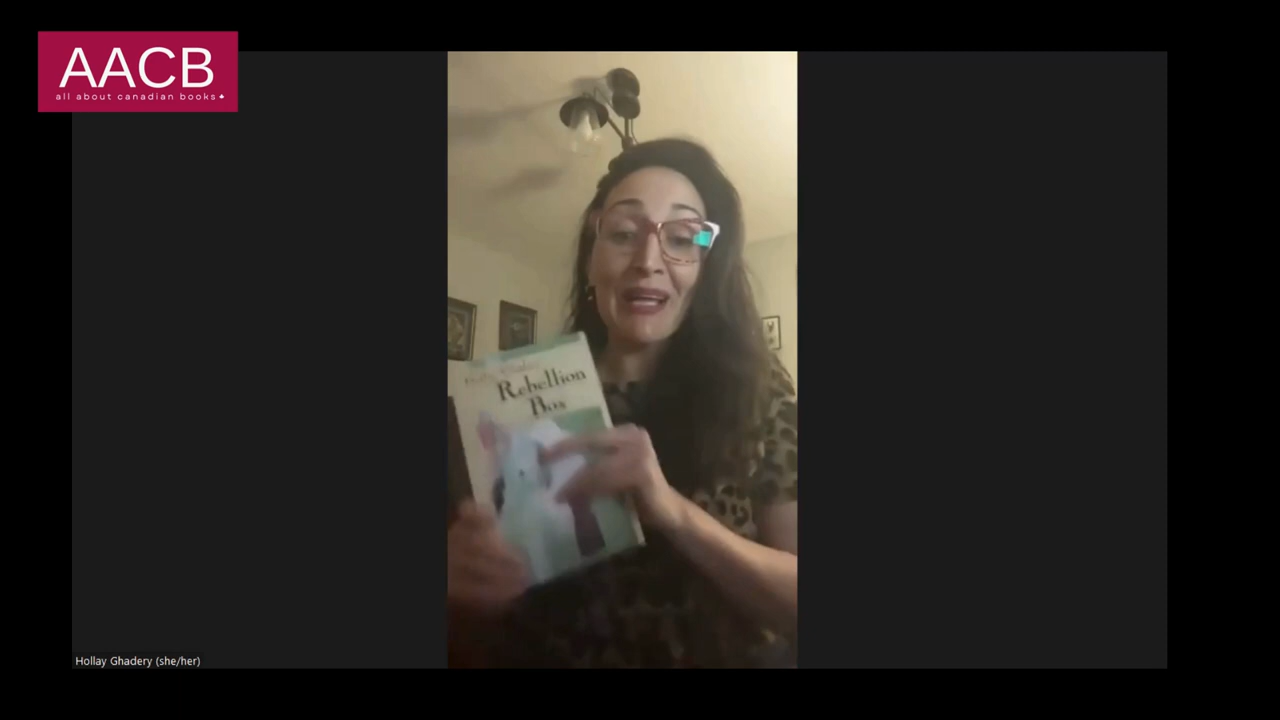 AACB
all about canadian books
Rebellion
Box
Hollay Ghadery (she/her)